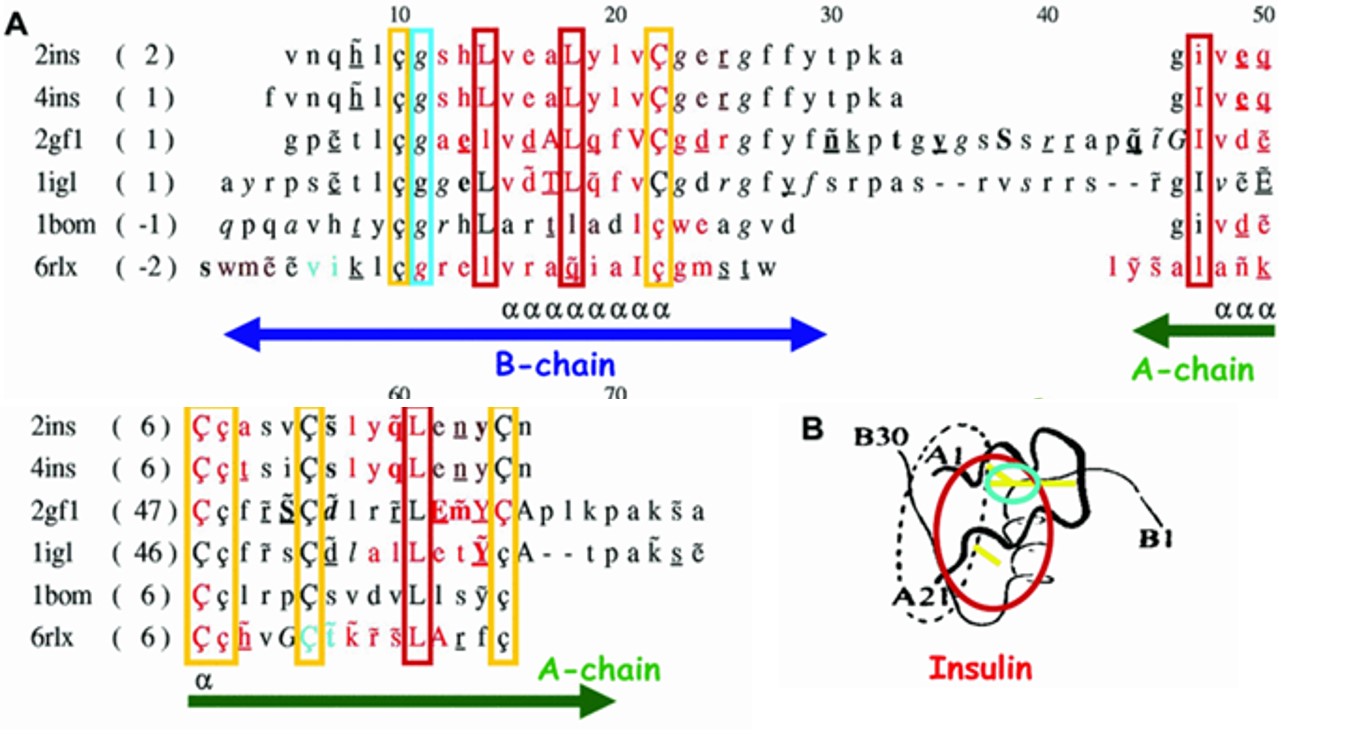 A
10 20 30 40 50
2ins ( 2) v n q h̲̃ l ç g s h L v e a L y l v Ç g e r̲ g f f y t p k a g i v e̲ q̲
4ins ( 1) f v n q h̲̃ l ç g s h L v e a L y l v Ç g e r̲ g f f y t p k a g I v e̲ q̲
2gf1 ( 1) g p c̲̃ t l ç g a e̲ l v d̲ A L q̲ f V Ç g d̲ r g f y f ñ̲ k̲ p t g y̲ g s S s r̲ r̲ a p q̲̃ ĩ G I v d c̲̃
1igl ( 1) a y r p s c̲̃ t l ç g g e L v d̃ T̲ L q̃ f v Ç g d r g f y̲ f s r p a s - - r v s r r s - - r̃ g I v ẽ Ẽ̲
1bom ( -1) q p q a v h t̲ y ç g r h L a r t̲ l a d l ç w e a g v d g i v d̲ ẽ
6rlx ( -2) s w m ẽ ẽ v i k̲ l ç g r e l v r a q̲̃ i a I ç g m s̲ t̲ w l ỹ s̃ a l a ñ k̲
α α α α α α α α α α α
B-chain
A-chain
60 70
2ins ( 6) Ç ç a s v Ç s̃ l y q̃ L e n̲ y Ç n
4ins ( 6) Ç ç t̲ s i Ç s l y q L e n̲ y Ç n
2gf1 ( 47) Ç ç f r̲̃ S̲̃ Ç d̃ l r r̲̃ L E̲ m̃ Y̲ Ç A p l k p a k s̃ a
1igl ( 46) Ç ç f r̃ s Ç d̲̃ l a l L e t Ỹ̲ ç A - - t p a k̃ s̲ ẽ
1bom ( 6) Ç ç l r p Ç s v d v L l s ỹ ç
6rlx ( 6) Ç ç h̲̃ v G Ç t̃ k̃ r̃ s̃ L A r̲ f ç
α
A-chain
B
B30
A1
B1
A21
Insulin